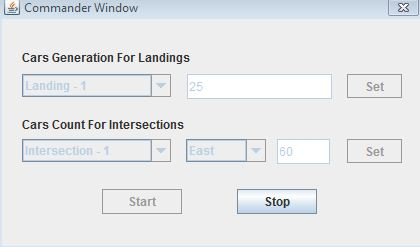 Commander Window
Cars Generation For Landings
Landing - 1 25 Set
Cars Count For Intersections
Intersection - 1 East 60 Set
Start Stop